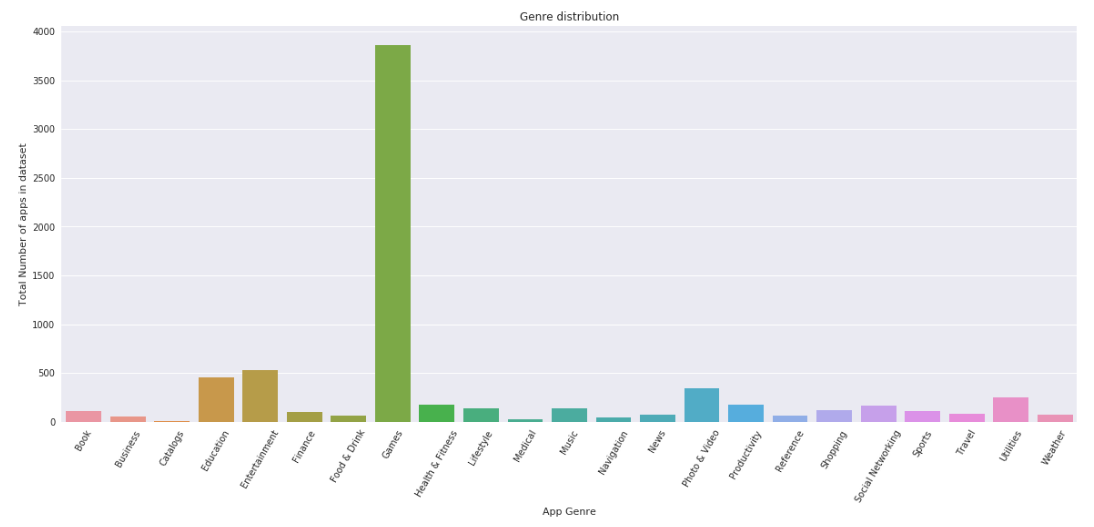 Genre distribution
Total Number of apps in dataset
4000
3500
3000
2500
2000
1500
1000
500
0
Book
Business
Catalogs
Education
Entertainment
Finance
Food & Drink
Games
Health & Fitness
Lifestyle
Medical
Music
Navigation
News
Photo & Video
Productivity
Reference
Shopping
Social Networking
Sports
Travel
Utilities
Weather
App Genre